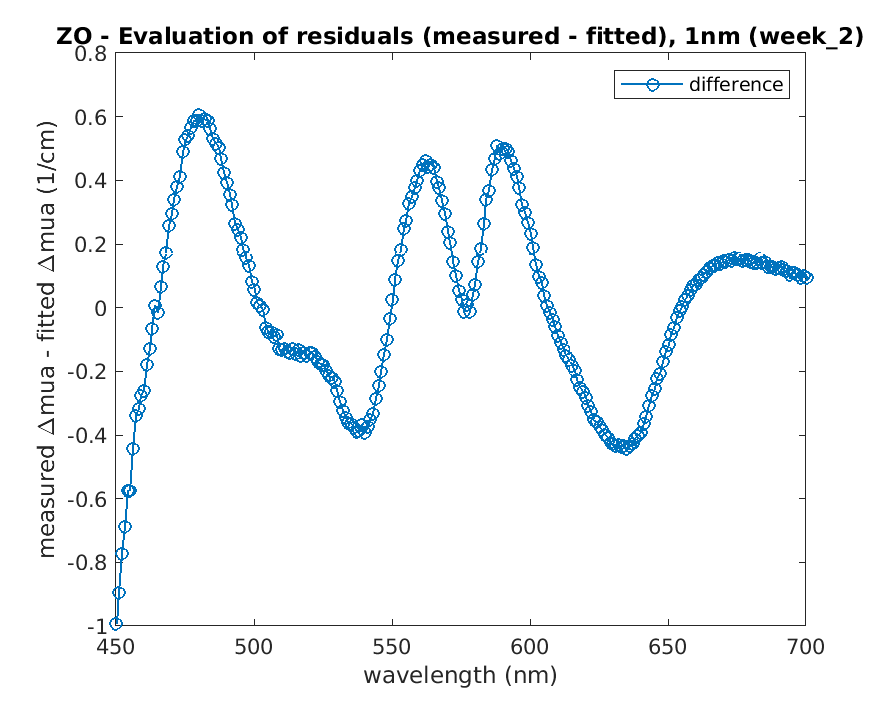 ZO - Evaluation of residuals (measured - fitted), 1nm (week_2)
difference
measured Δmua - fitted Δmua (1/cm)
0.8
0.6
0.4
0.2
0
-0.2
-0.4
-0.6
-0.8
-1
450 500 550 600 650 700
wavelength (nm)